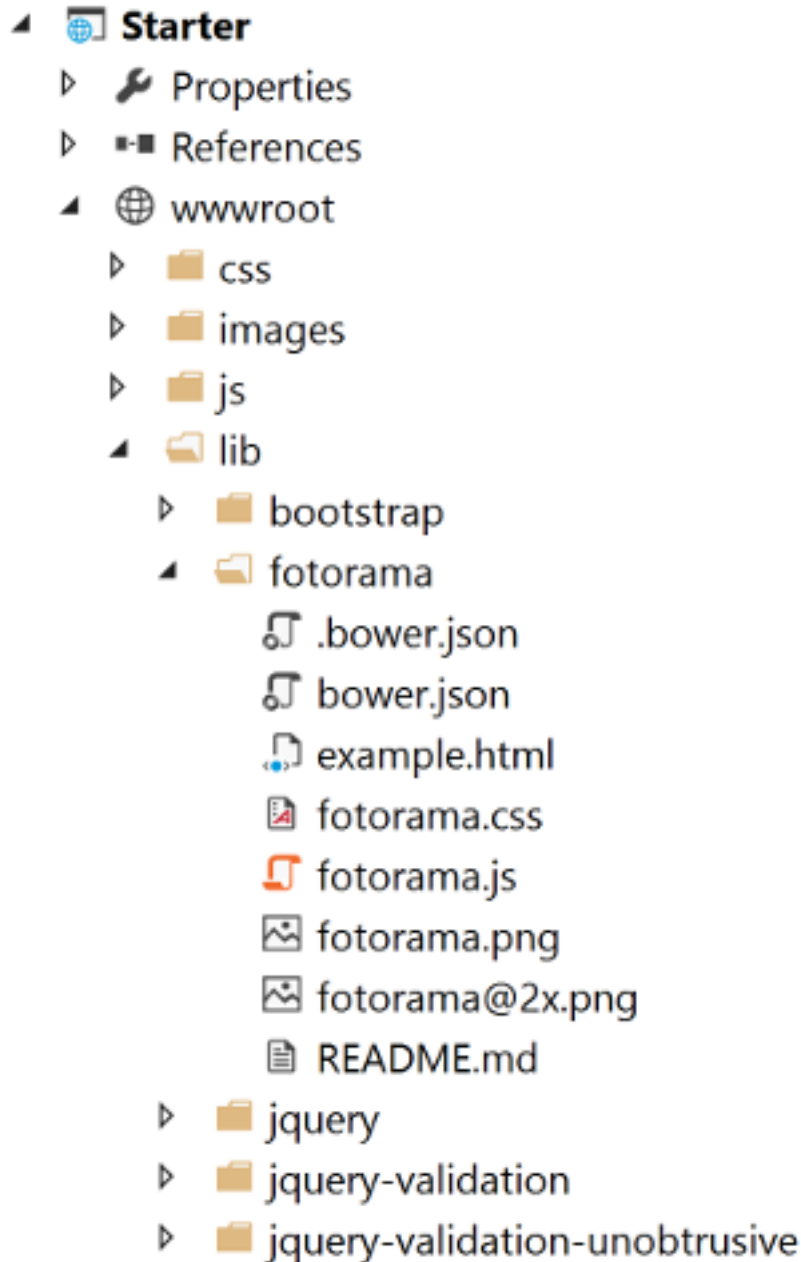 Starter
Properties
References
wwwroot
css
images
js
lib
bootstrap
fotorama
.bower.json
bower.json
example.html
fotorama.css
fotorama.js
fotorama.png
fotorama@2x.png
README.md
jquery
jquery-validation
jquery-validation-unobtrusive